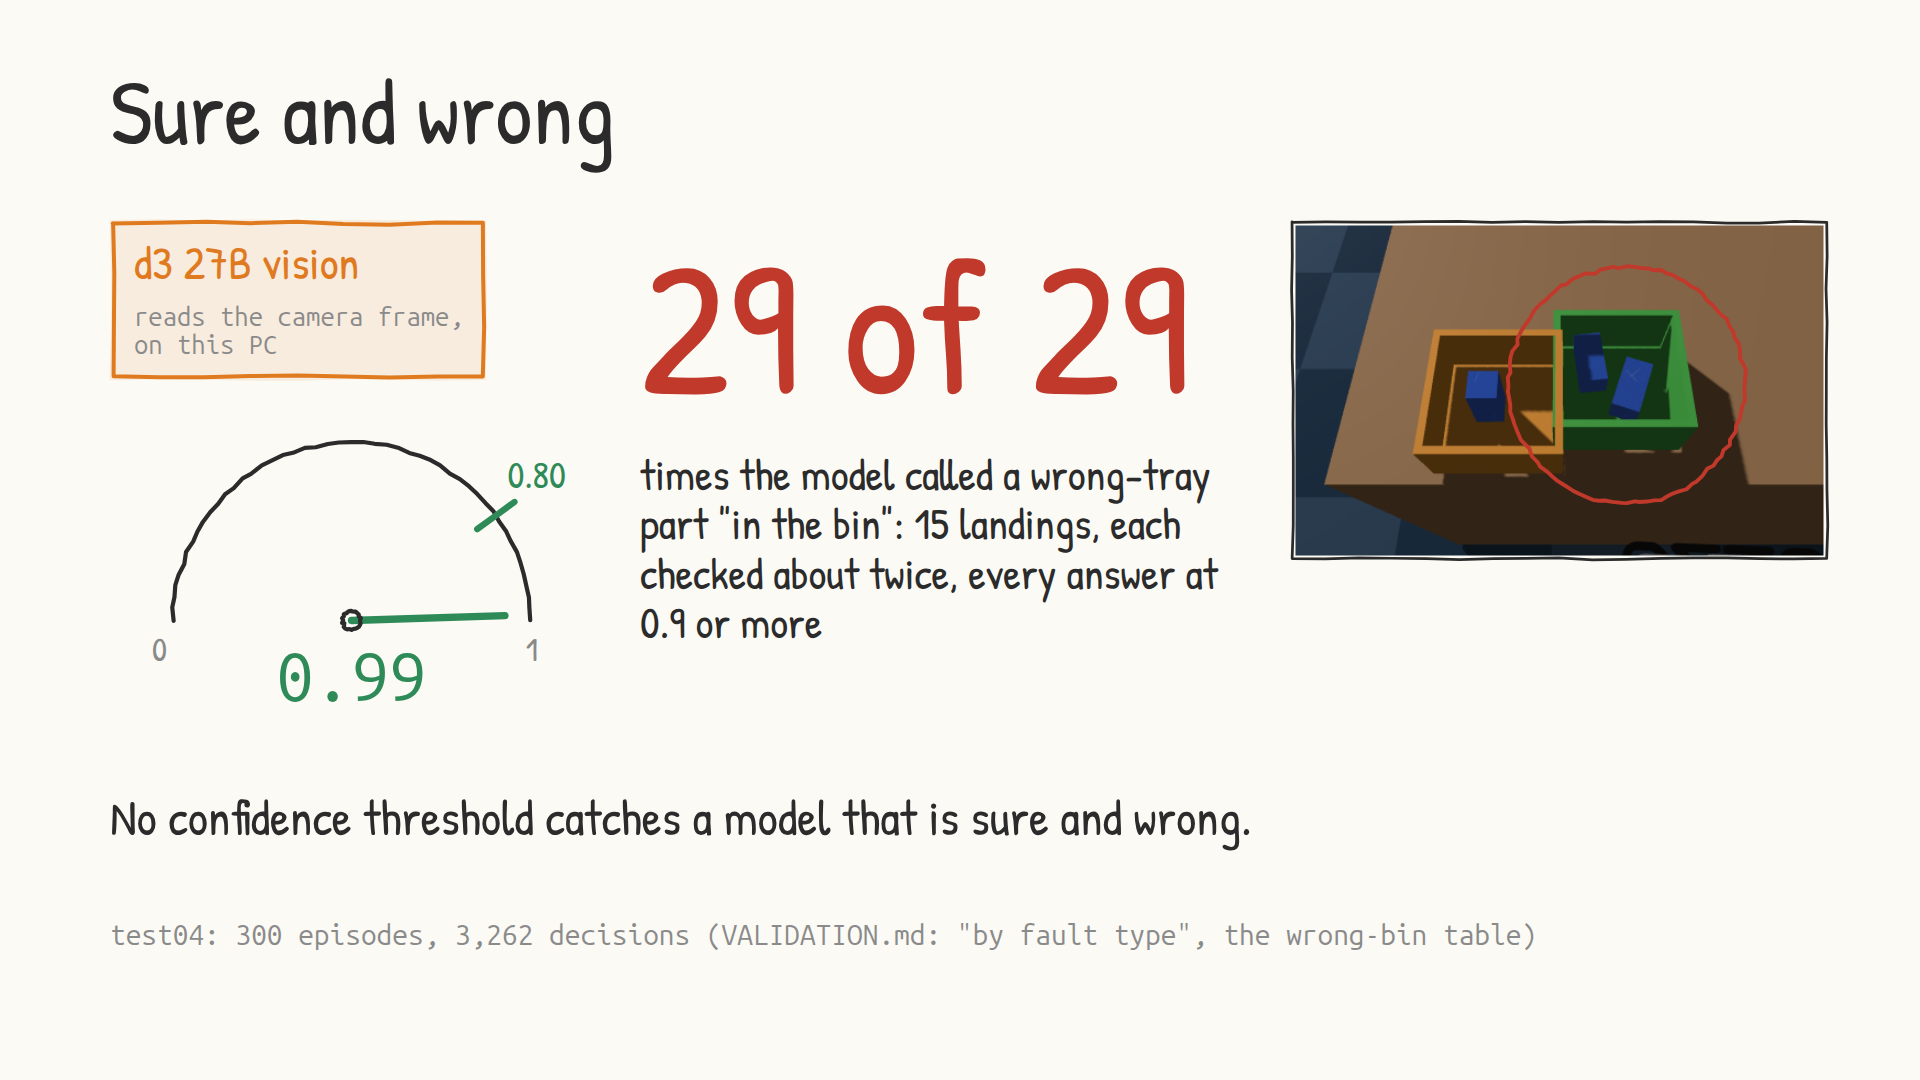 Sure and wrong
d3 27B vision
reads the camera frame,
on this PC
0.80
0
1
0.99
29 of 29
times the model called a wrong-tray
part "in the bin": 15 landings, each
checked about twice, every answer at
0.9 or more
No confidence threshold catches a model that is sure and wrong.
test04: 300 episodes, 3,262 decisions (VALIDATION.md: "by fault type", the wrong-bin table)